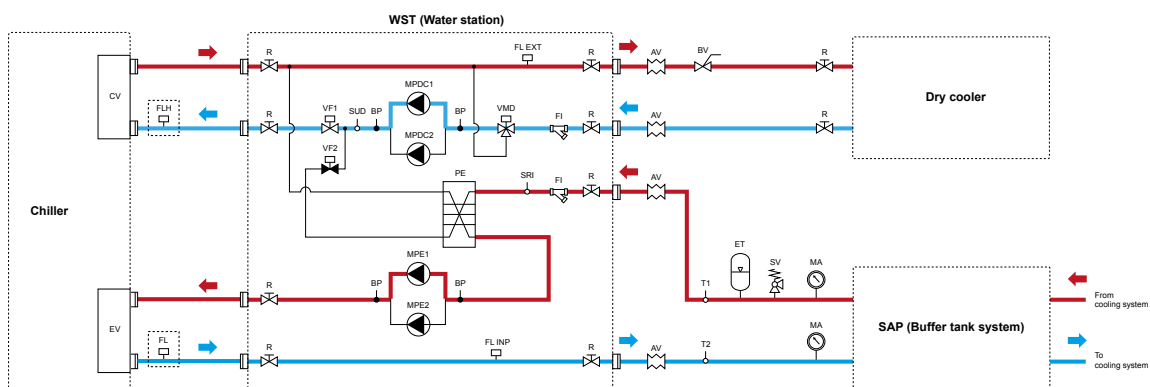 WST (Water station)
FL EXT
R
R
AV
BV
R
CV
MPDC1
Dry cooler
FLH
R
VF1
SUD
BP
BP
VMD
FI
R
AV
R
MPDC2
VF2
PE
SRI
FI
R
AV
Chiller
ET
SV
MA
MPE1
R
BP
BP
T1
From
cooling system
MPE2
SAP (Buffer tank system)
EV
FL
R
FL INP
R
AV
T2
MA
To
cooling system